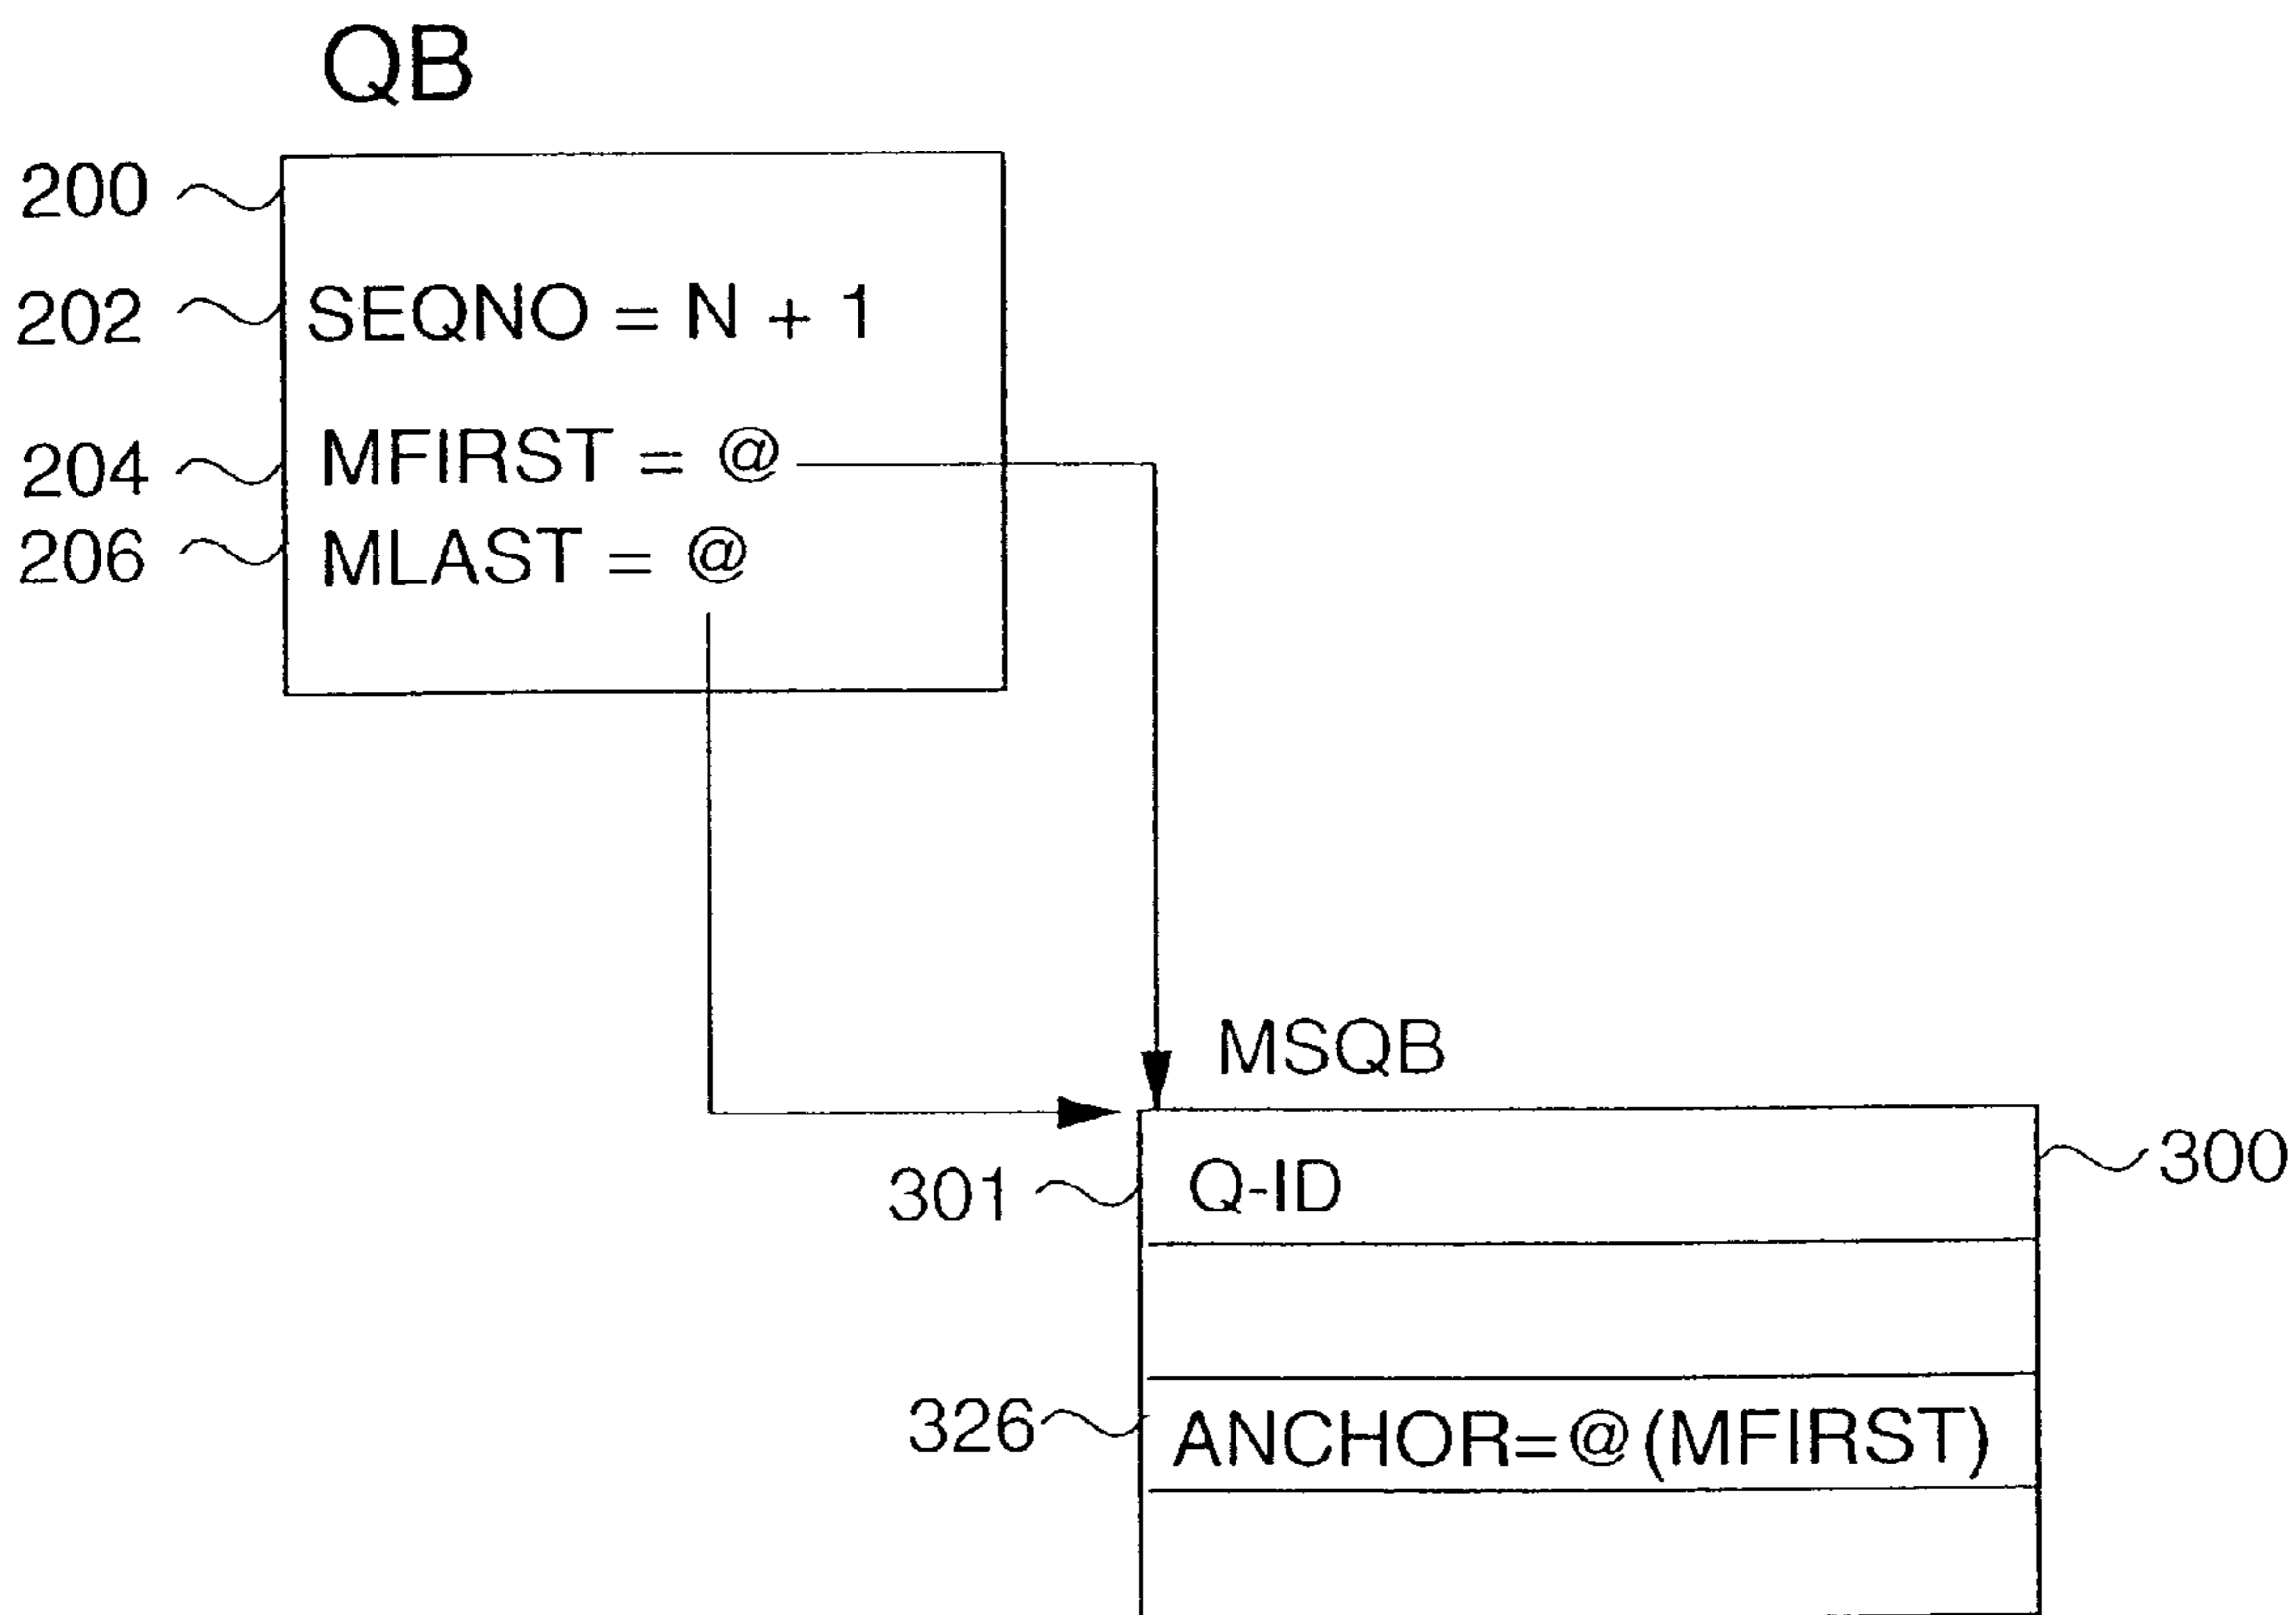 QB
200
202 SEQNO = N + 1
204 MFIRST = @
206 MLAST = @
MSQB
301 Q-ID 300
326 ANCHOR=@(MFIRST)